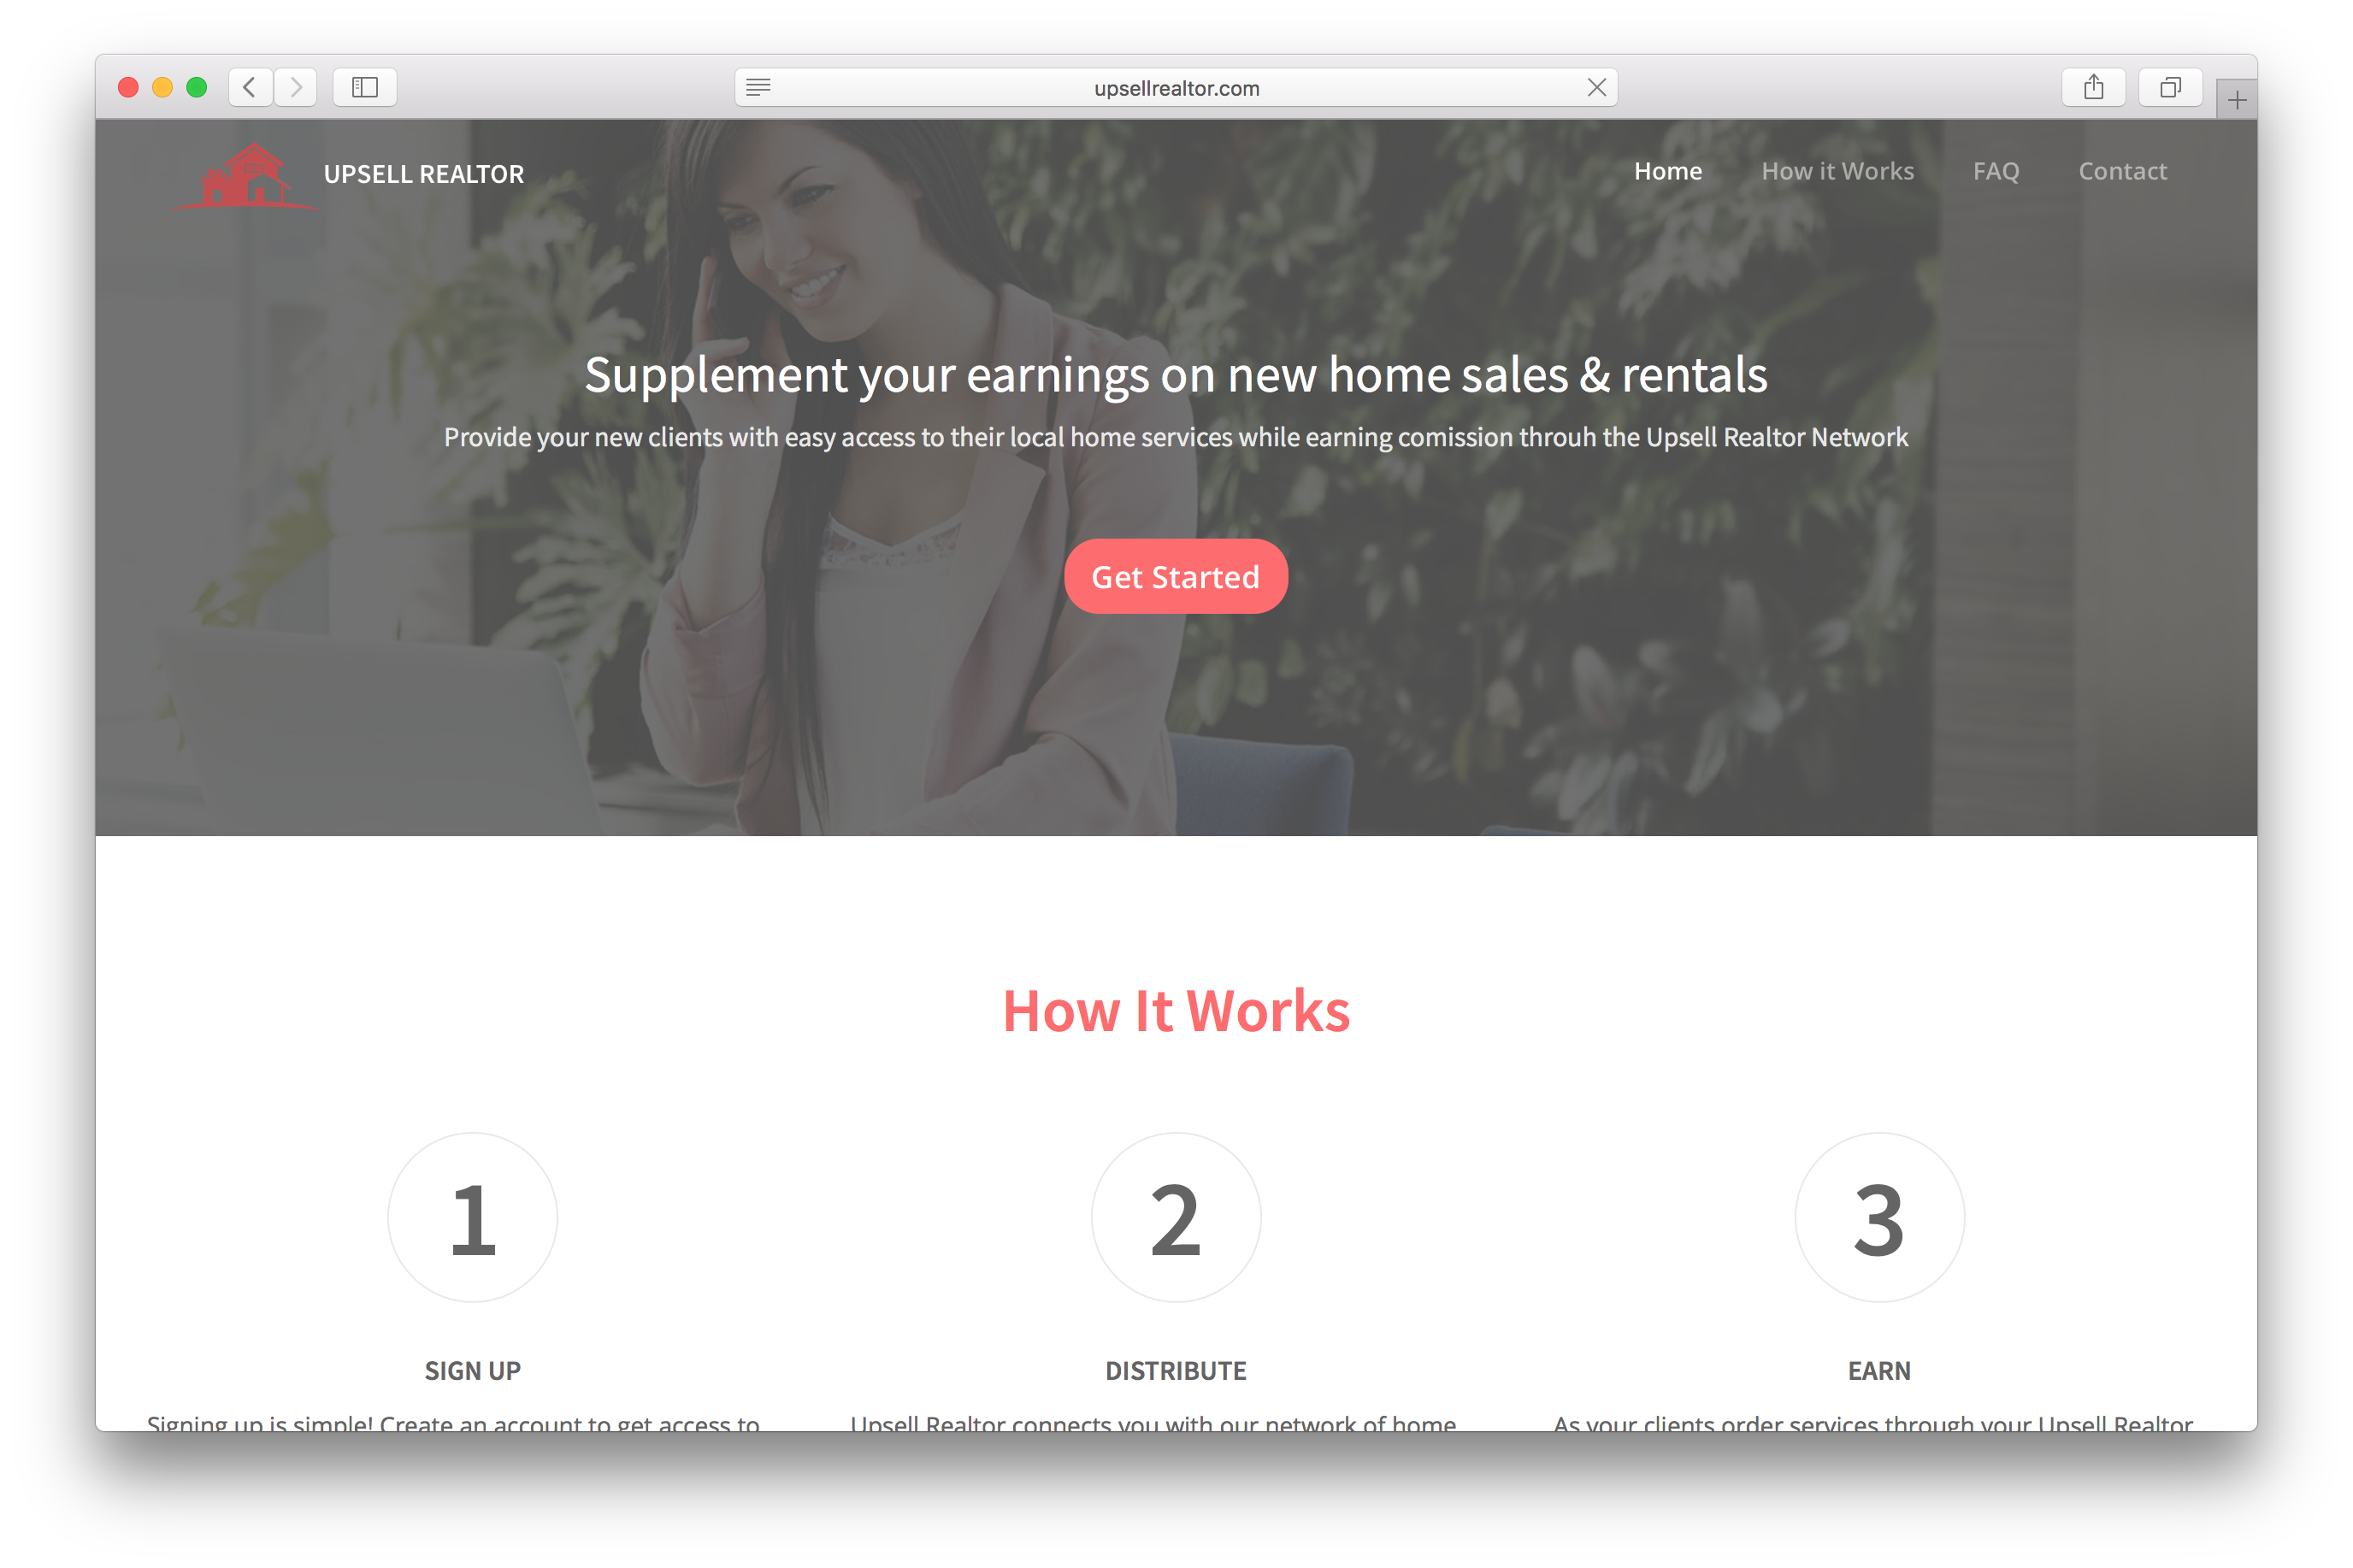 upsellrealtor.com
UPSELL REALTOR
Home How it Works FAQ Contact
Supplement your earnings on new home sales & rentals
Provide your new clients with easy access to their local home services while earning comission throuh the Upsell Realtor Network
Get Started
How It Works
1 2 3
SIGN UP DISTRIBUTE EARN
Signing up is simple! Create an account to get access to Upsell Realtor connects you with our network of home As your clients order services through your Upsell Realtor